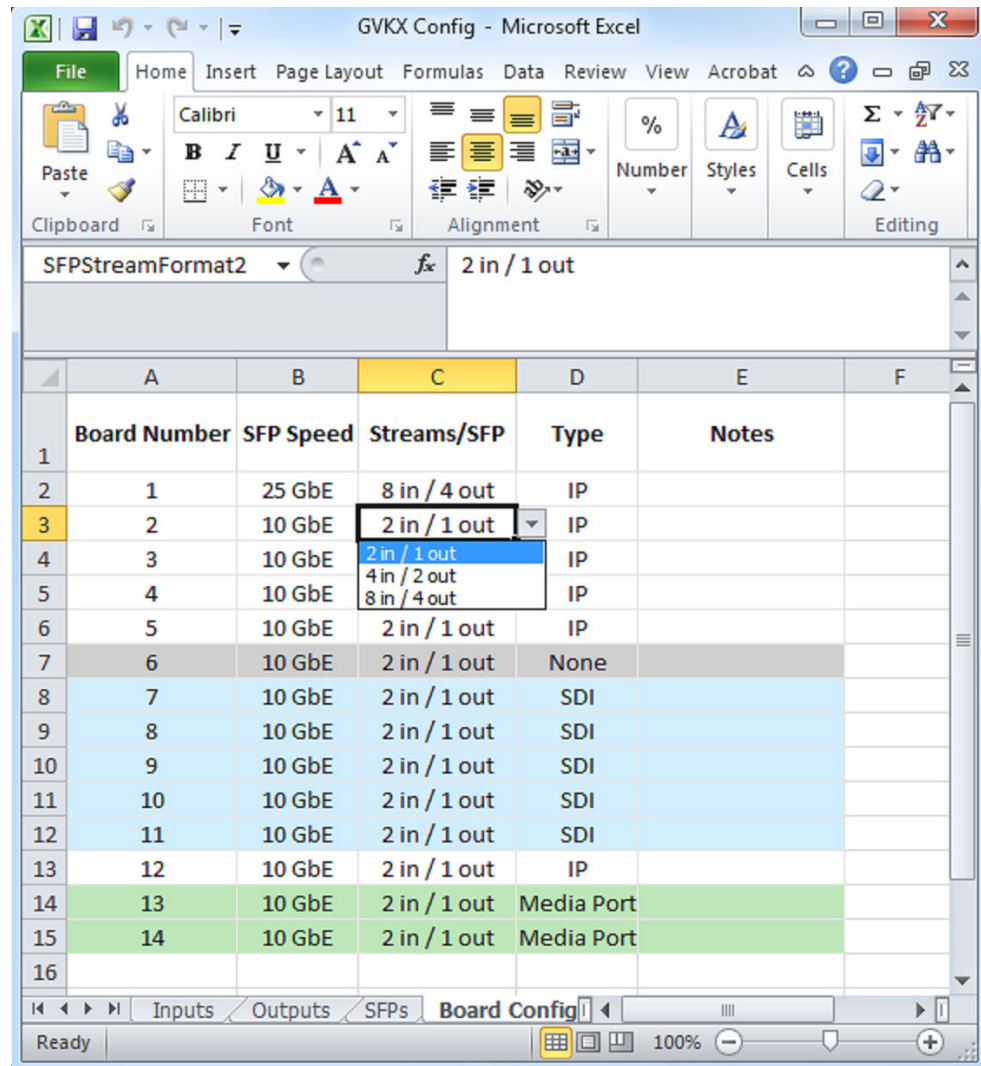 GVKX Config - Microsoft Excel
File Home Insert Page Layout Formulas Data Review View Acrobat
Paste
Calibri 11
B I U A A
A
%
Number Styles Cells
Σ
Clipboard Font Alignment Editing
SFPStreamFormat2 fx 2 in / 1 out
A B C D E F
1 Board Number SFP Speed Streams/SFP Type Notes
2 1 25 GbE 8 in / 4 out IP
3 2 10 GbE 2 in / 1 out IP
4 3 10 GbE 2 in / 1 out IP
4 in / 2 out
5 4 10 GbE 8 in / 4 out IP
6 5 10 GbE 2 in / 1 out IP
7 6 10 GbE 2 in / 1 out None
8 7 10 GbE 2 in / 1 out SDI
9 8 10 GbE 2 in / 1 out SDI
10 9 10 GbE 2 in / 1 out SDI
11 10 10 GbE 2 in / 1 out SDI
12 11 10 GbE 2 in / 1 out SDI
13 12 10 GbE 2 in / 1 out IP
14 13 10 GbE 2 in / 1 out Media Port
15 14 10 GbE 2 in / 1 out Media Port
16
Inputs Outputs SFPs Board Config
Ready 100%